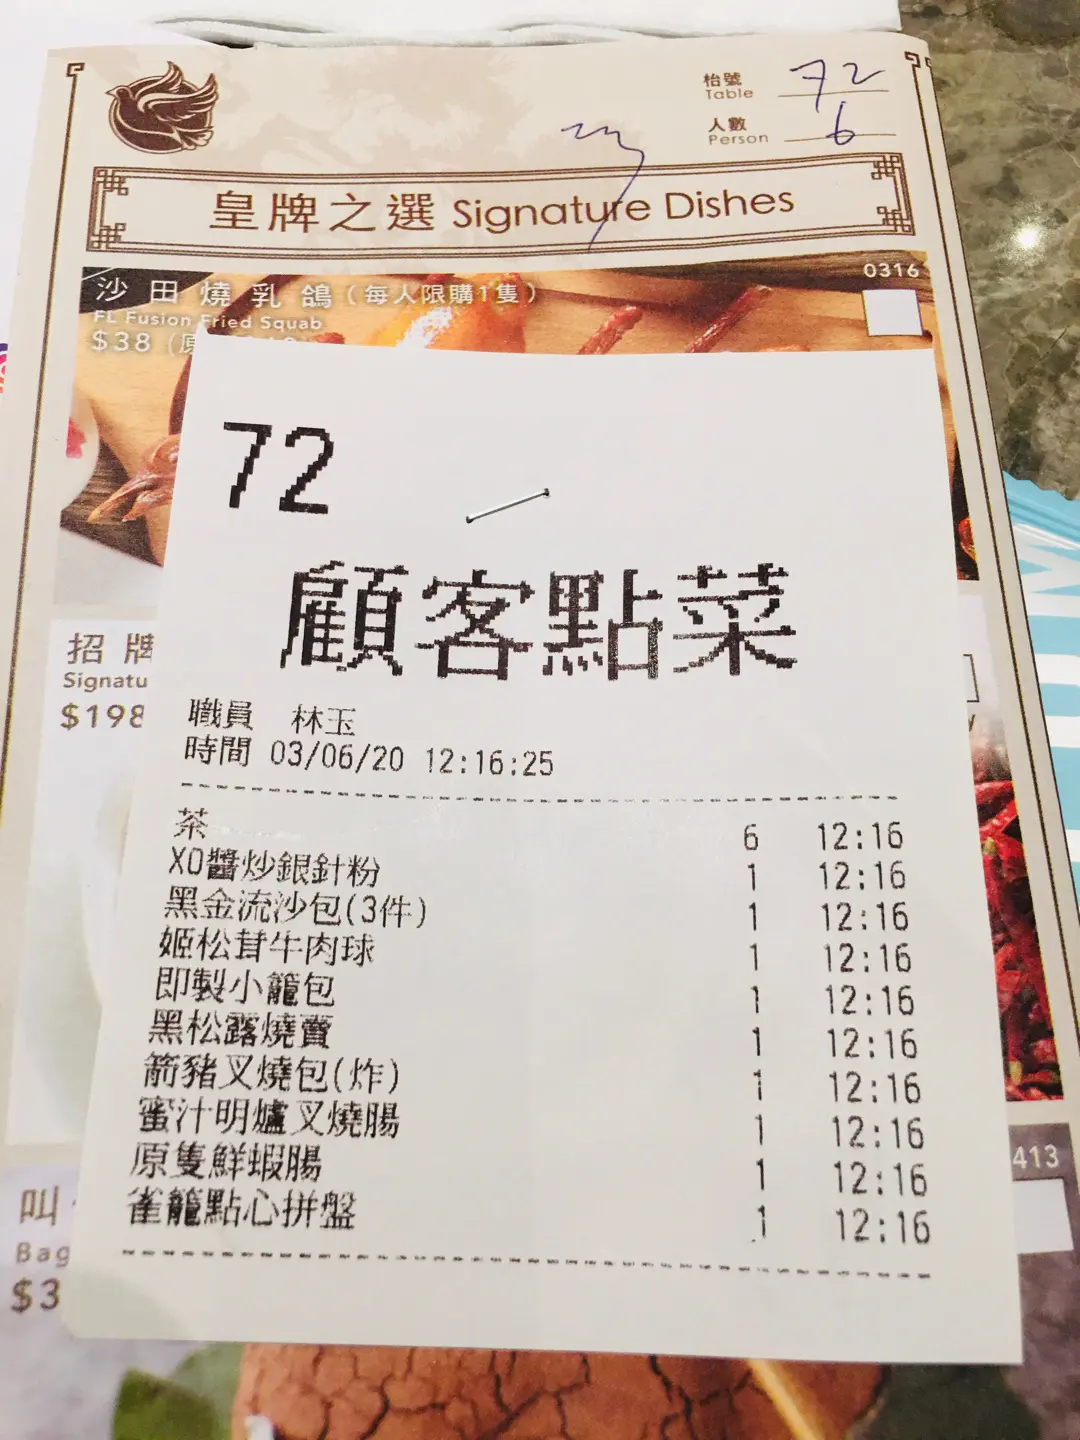 枱號 Table 72
人數 Person 6
皇牌之選 Signature Dishes
0316
沙田燒乳鴿(每人限購1隻)
FL Fusion Fried Squab
$38
72
顧客點菜
招牌
Signatu
$198
職員 林玉
時間 03/06/20 12:16:25
茶 6 12:16
XO醬炒銀針粉 1 12:16
黑金流沙包(3件) 1 12:16
姬松茸牛肉球 1 12:16
即製小籠包 1 12:16
黑松露燒賣 1 12:16
箭豬叉燒包(炸) 1 12:16
蜜汁明爐叉燒腸 1 12:16
原隻鮮蝦腸 1 12:16
雀籠點心拼盤 1 12:16
413
叫
Bag
$3